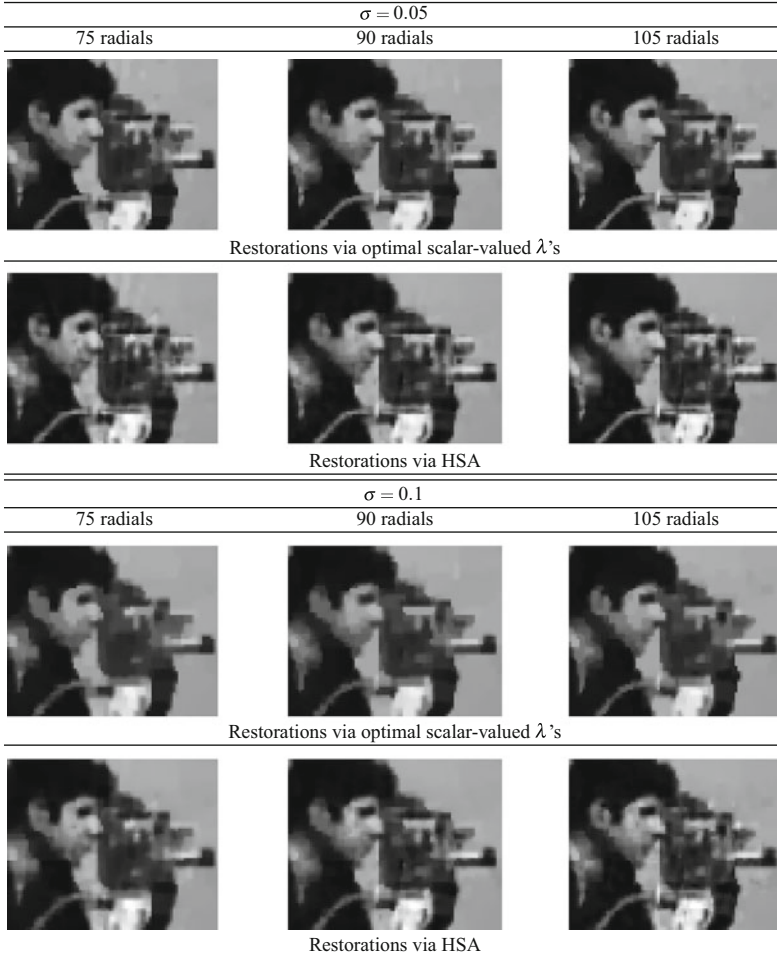 σ = 0.05
75 radials 90 radials 105 radials
Restorations via optimal scalar-valued λ's
Restorations via HSA
σ = 0.1
75 radials 90 radials 105 radials
Restorations via optimal scalar-valued λ's
Restorations via HSA